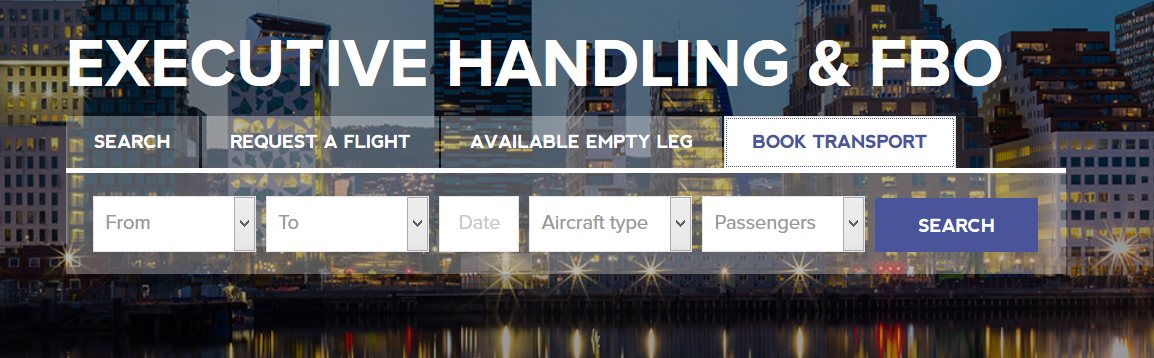 EXECUTIVE HANDLING & FBO
SEARCH REQUEST A FLIGHT AVAILABLE EMPTY LEG BOOK TRANSPORT
From To Date Aircraft type Passengers SEARCH